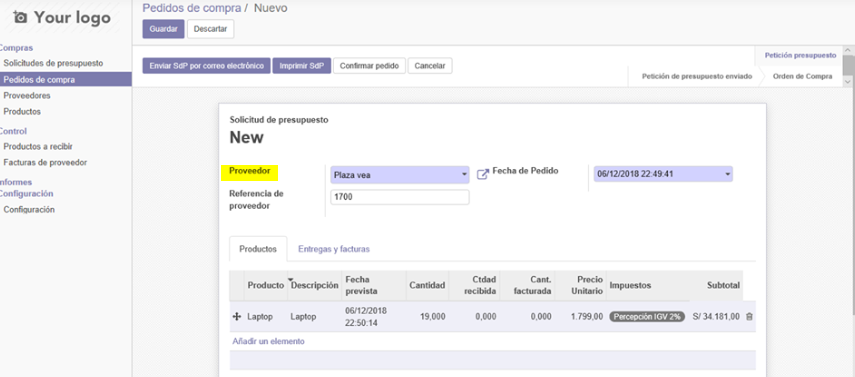 Your logo
Pedidos de compra / Nuevo
Guardar Descartar
Compras
Solicitudes de presupuesto
Pedidos de compra
Proveedores
Productos
Control
Productos a recibir
Facturas de proveedor
nformes
Configuración
Configuración
Enviar SdP por correo electrónico Imprimir SdP Confirmar pedido Cancelar
Petición presupuesto
Petición de presupuesto enviado Orden de Compra
Solicitud de presupuesto
New
Proveedor Plaza vea Fecha de Pedido 06/12/2018 22:49:41
Referencia de
proveedor
1700
Productos Entregas y facturas
Producto Descripción Fecha
prevista
Cantidad Ctdad
recibida
Cant.
facturada
Precio
Unitario
Impuestos Subtotal
Laptop Laptop 06/12/2018
22:50:14
19,000 0,000 0,000 1.799,00 Percepción IGV 2% S/ 34.181,00
Añadir un elemento